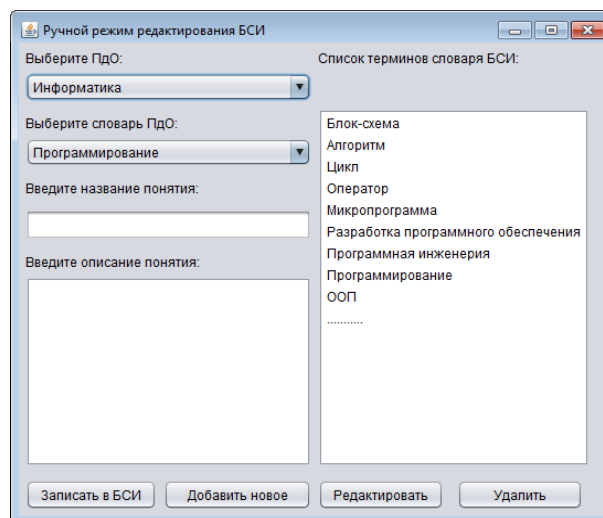 Ручной режим редактирования БСИ
Выберите ПдО:
Информатика
Выберите словарь ПдО:
Программирование
Введите название понятия:
Введите описание понятия:
Список терминов словаря БСИ:
Блок-схема
Алгоритм
Цикл
Оператор
Микропрограмма
Разработка программного обеспечения
Программная инженерия
Программирование
ООП
...........
Записать в БСИ
Добавить новое
Редактировать
Удалить